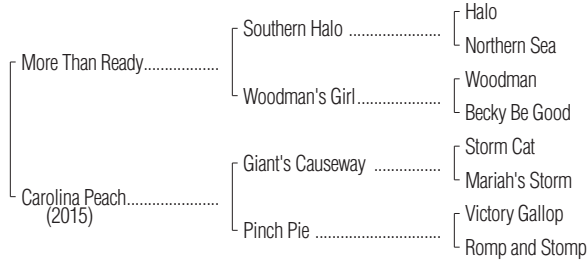 Halo
Southern Halo ....................
Northern Sea
More Than Ready................
Woodman
Woodman's Girl..................
Becky Be Good
Storm Cat
Giant's Causeway ..............
Mariah's Storm
Carolina Peach....................
(2015)
Victory Gallop
Pinch Pie ...........................
Romp and Stomp